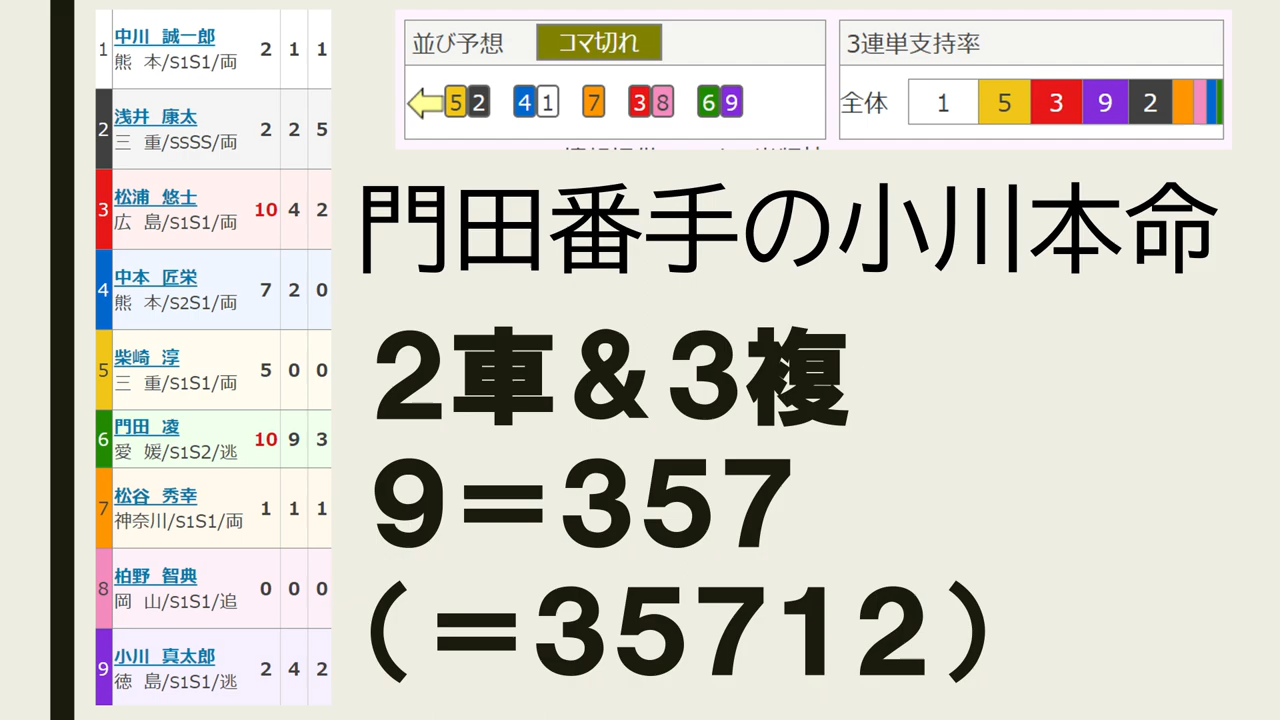 1 中川 誠一郎 2 1 1
熊 本/S1S1/両
2 浅井 康太 2 2 5
三 重/SSSS/両
3 松浦 悠士 10 4 2
広 島/S1S1/両
4 中本 匠栄 7 2 0
熊 本/S2S1/両
5 柴崎 淳 5 0 0
三 重/S1S1/両
6 門田 凌 10 9 3
愛 媛/S1S2/逃
7 松谷 秀幸 1 1 1
神奈川/S1S1/両
8 柏野 智典 0 0 0
岡 山/S1S1/追
9 小川 真太郎 2 4 2
徳 島/S1S1/逃
並び予想 コマ切れ
5 2 4 1 7 3 8 6 9
3連単支持率
全体 1 5 3 9 2
門田番手の小川本命
2車&3複
9=357
(=35712)